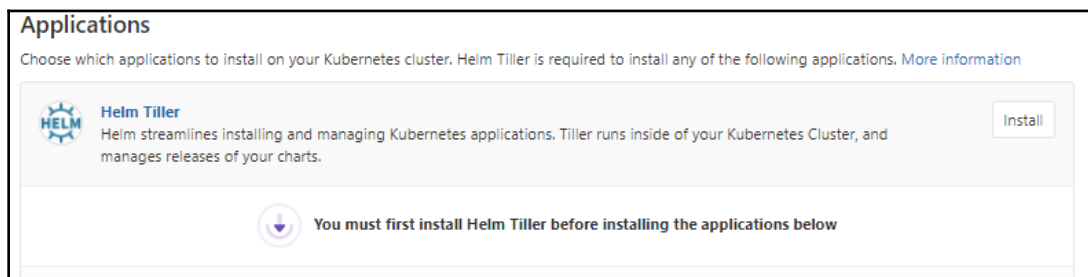 Applications
Choose which applications to install on your Kubernetes cluster. Helm Tiller is required to install any of the following applications. More information
HELM
Helm Tiller
Install
Helm streamlines installing and managing Kubernetes applications. Tiller runs inside of your Kubernetes Cluster, and
manages releases of your charts.
You must first install Helm Tiller before installing the applications below